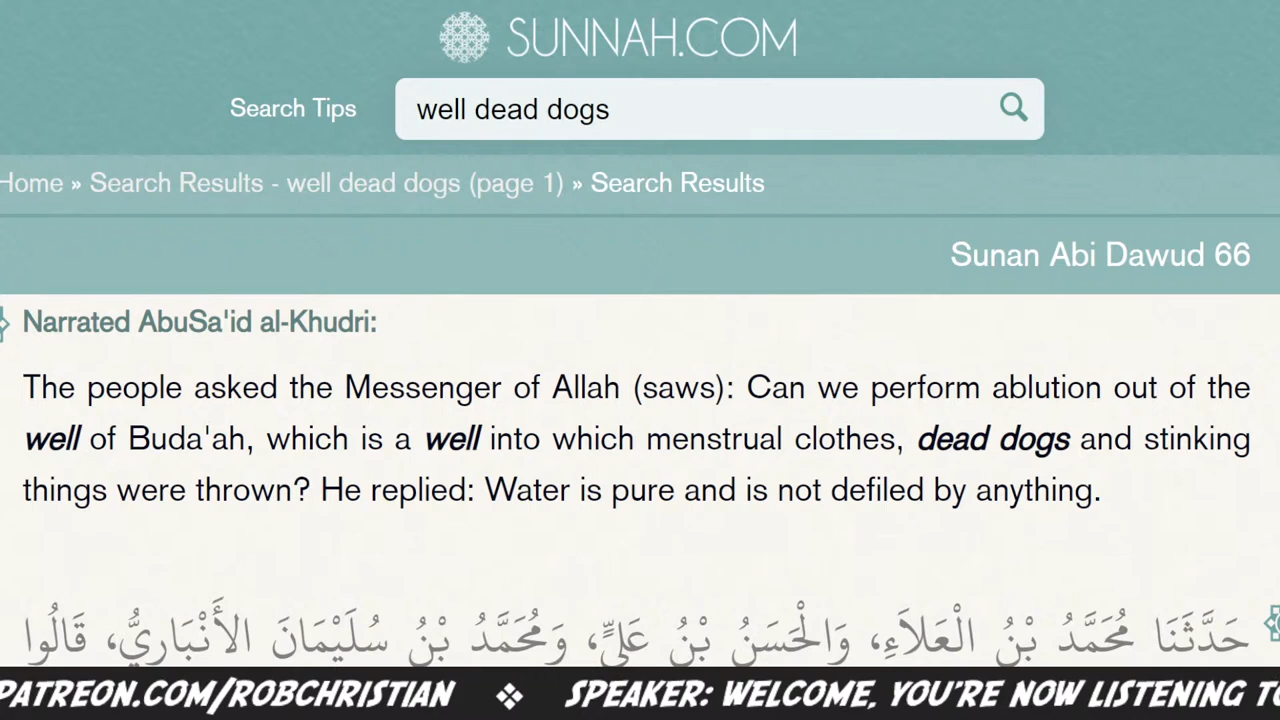 SUNNAH.COM
Search Tips
well dead dogs
Home » Search Results - well dead dogs (page 1) » Search Results
Sunan Abi Dawud 66
Narrated AbuSa'id al-Khudri:
The people asked the Messenger of Allah (saws): Can we perform ablution out of the
well of Buda'ah, which is a well into which menstrual clothes, dead dogs and stinking
things were thrown? He replied: Water is pure and is not defiled by anything.
حَدَّثَنَا مُحَمَّدُ بْنُ الْعَلاَءِ، وَالْحَسَنُ بْنُ عَلِيٍّ، وَمُحَمَّدُ بْنُ سُلَيْمَانَ الأَنْبَارِيُّ، قَالُوا
PATREON.COM/ROBCHRISTIAN ❖ SPEAKER: WELCOME, YOU'RE NOW LISTENING TO